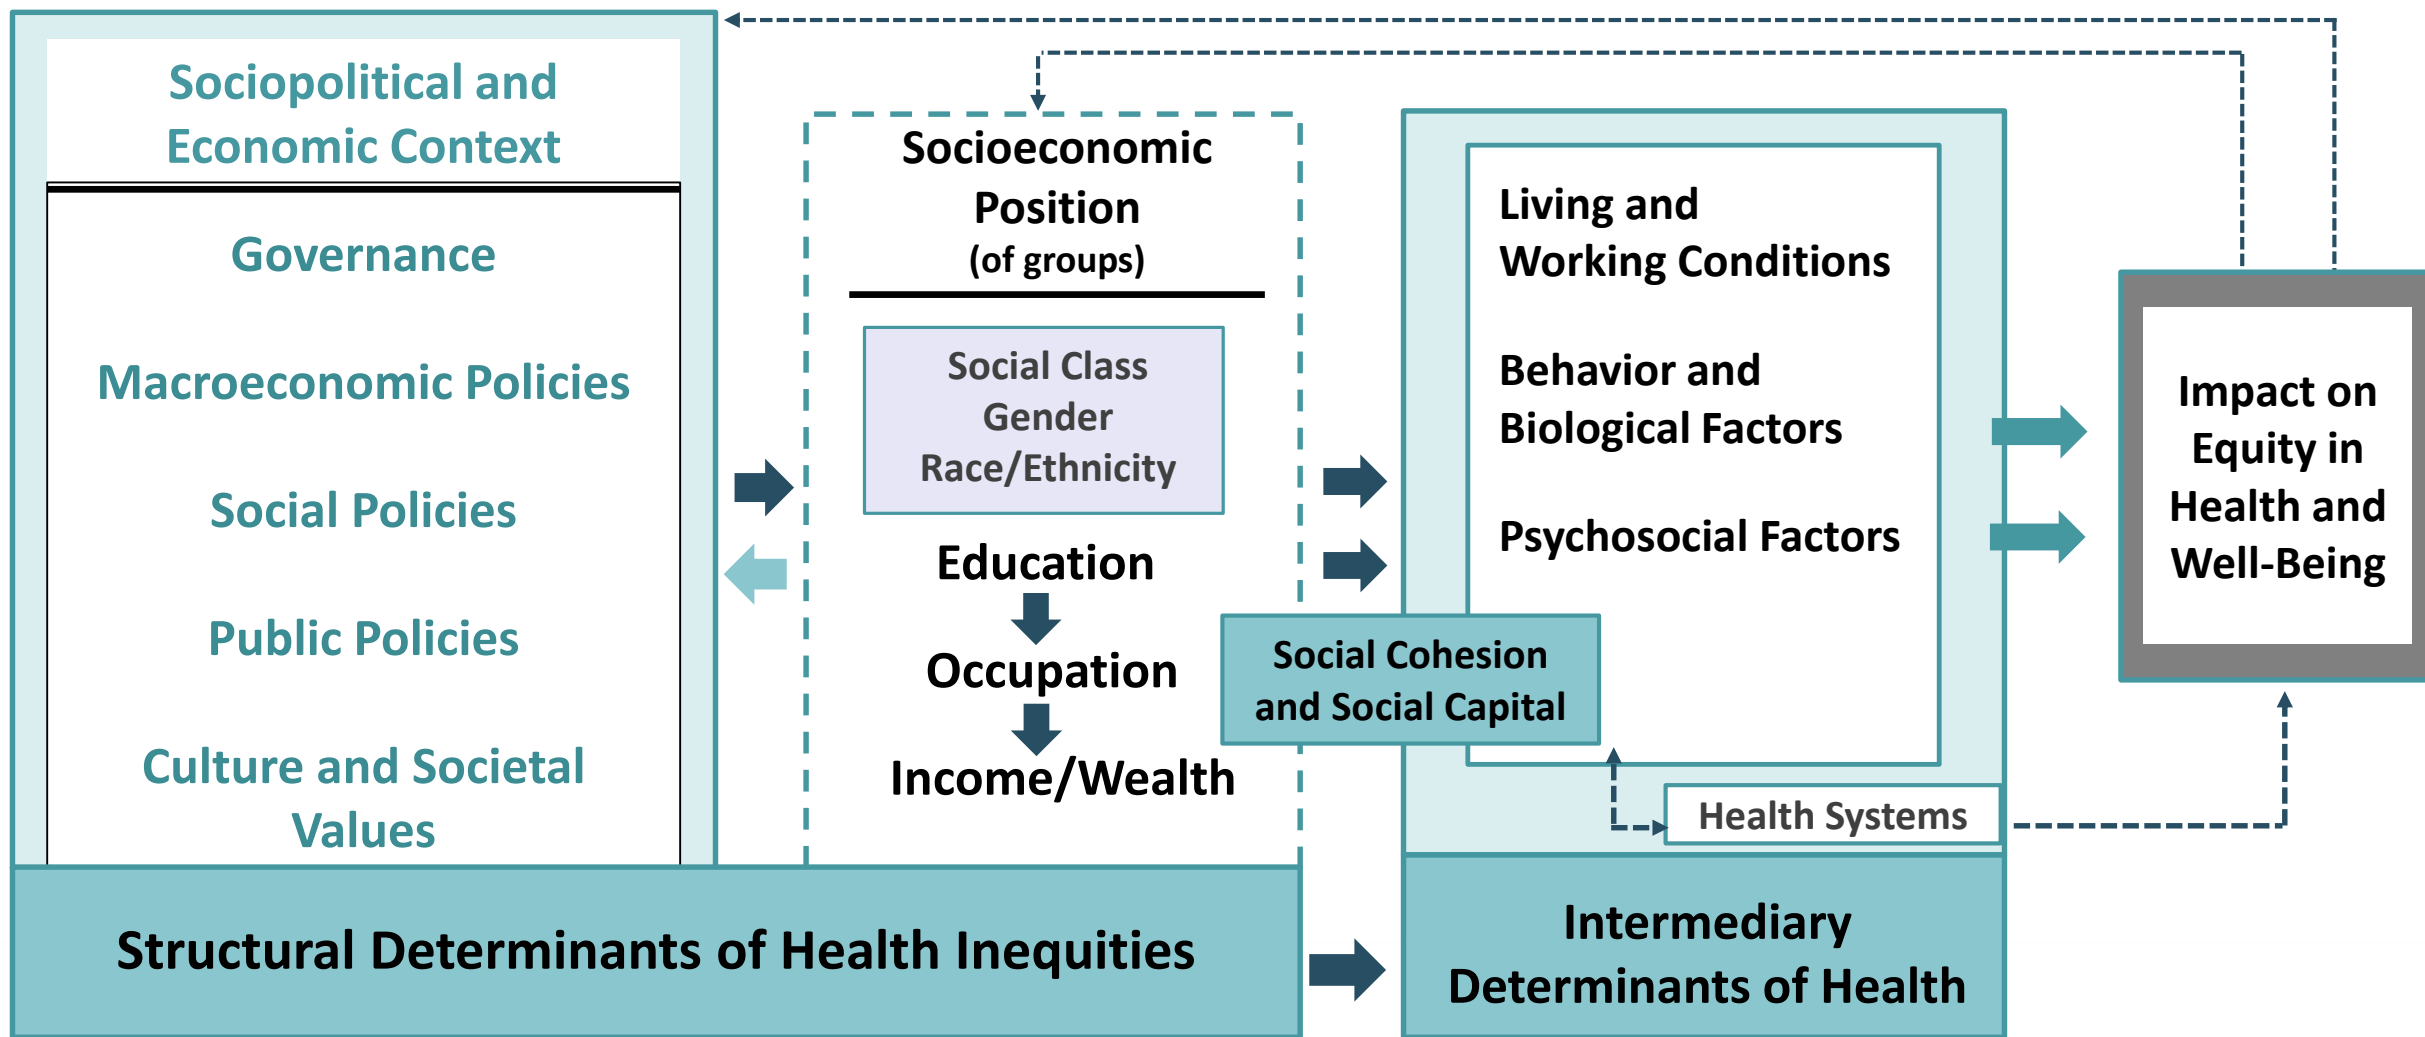 Sociopolitical and
Economic Context
Governance
Macroeconomic Policies
Social Policies
Public Policies
Culture and Societal
Values
Socioeconomic
Position
(of groups)
Social Class
Gender
Race/Ethnicity
Education
Occupation
Income/Wealth
Living and
Working Conditions
Behavior and
Biological Factors
Psychosocial Factors
Social Cohesion
and Social Capital
Health Systems
Impact on
Equity in
Health and
Well-Being
Structural Determinants of Health Inequities
Intermediary
Determinants of Health